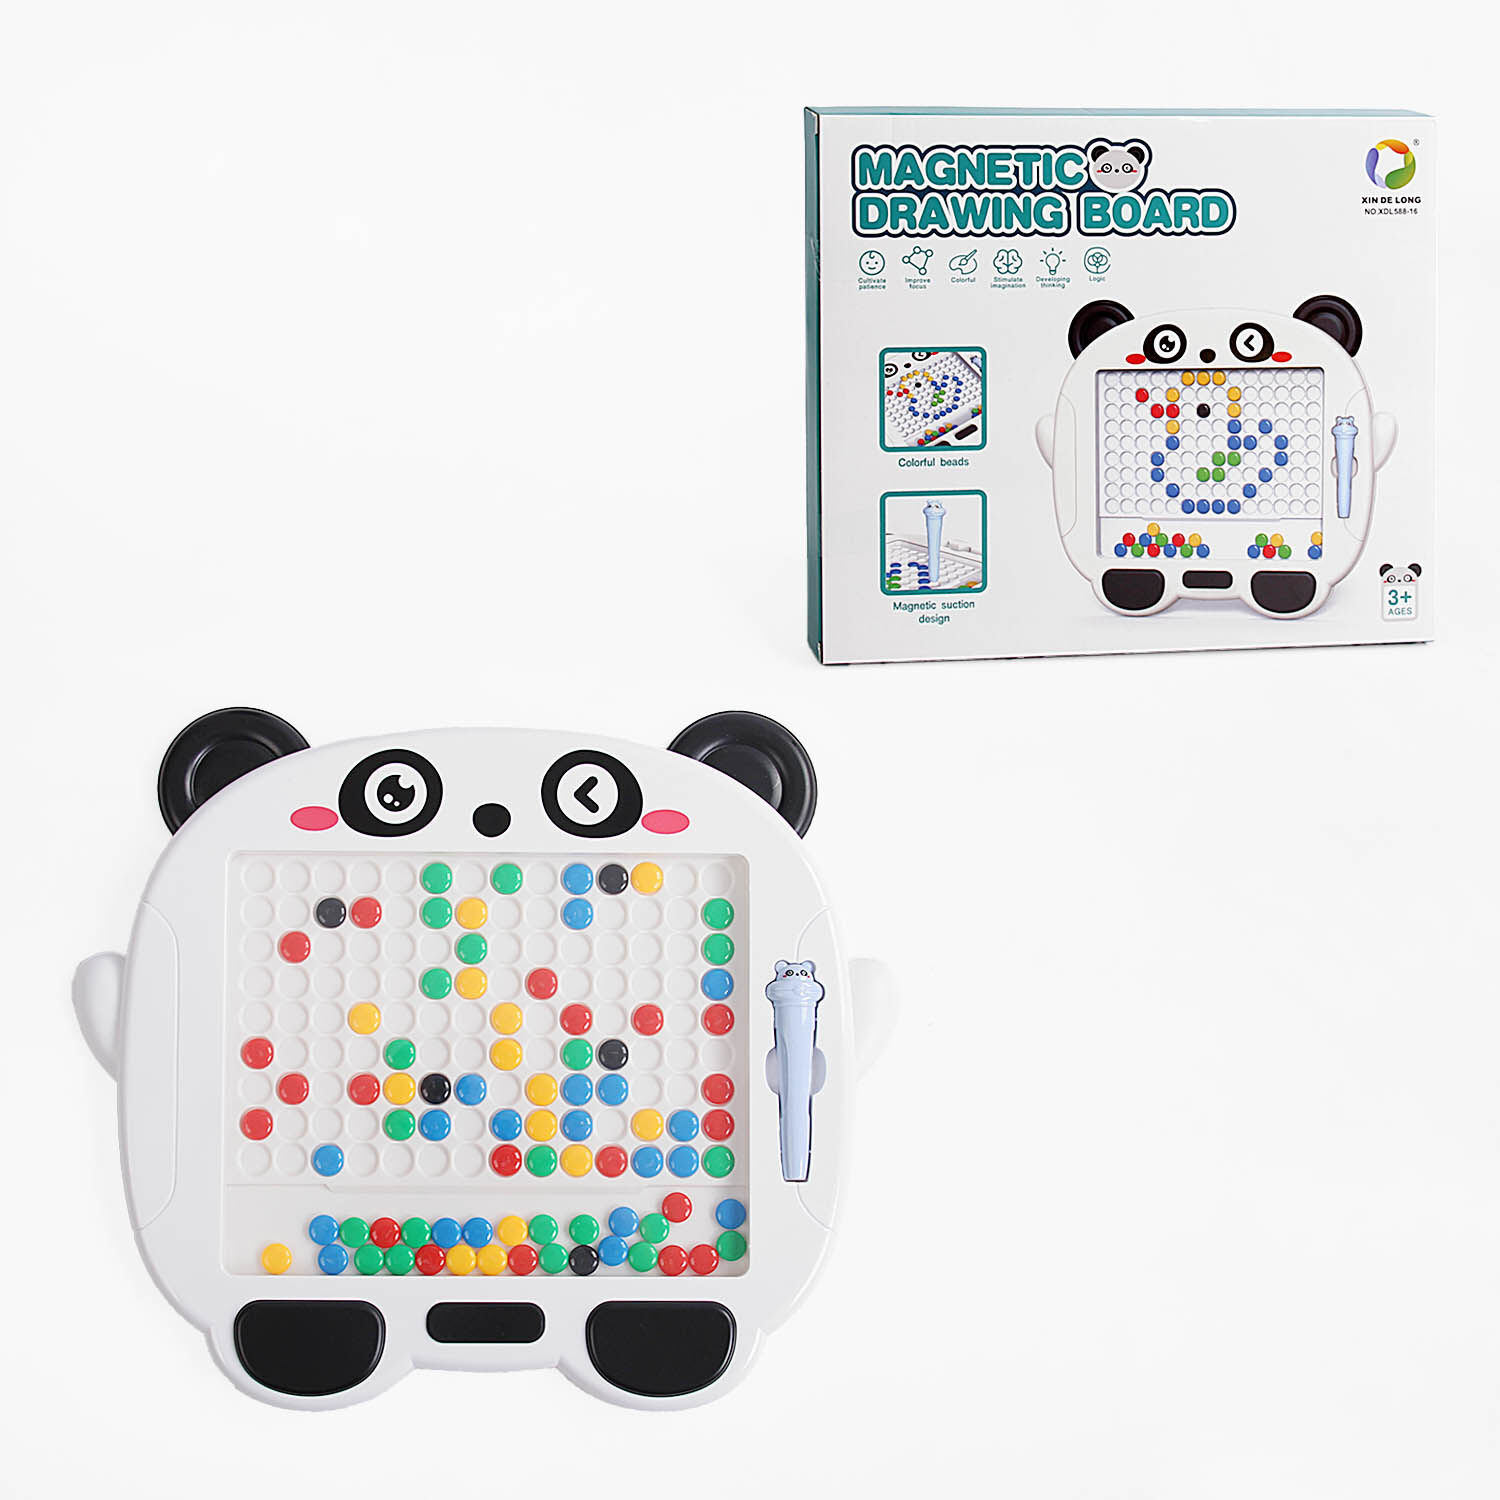 MAGNETIC
DRAWING BOARD
®
XIN DE LONG
NO.XDL588-16
Cultivate
patience
Improve
focus
Colorful
Stimulate
imagination
Developing
thinking
Logic
Colorful beads
Magnetic suction
design
3+
AGES